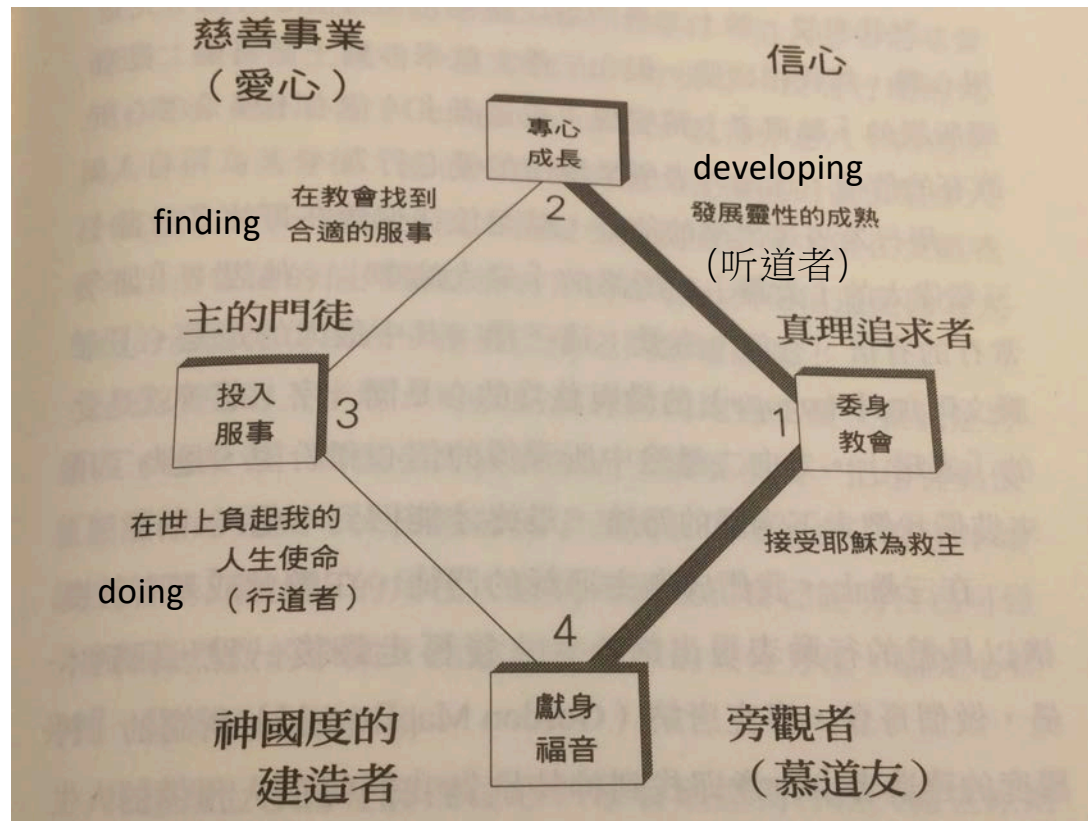 慈善事業
（愛心）
信心
專心
成長
2
developing
發展靈性的成熟
（听道者）
finding
在教會找到
合適的服事
主的門徒
真理追求者
投入
服事
3
1
委身
教會
在世上負起我的
人生使命
（行道者）
doing
接受耶穌為救主
4
獻身
福音
神國度的
建造者
旁觀者
（慕道友）